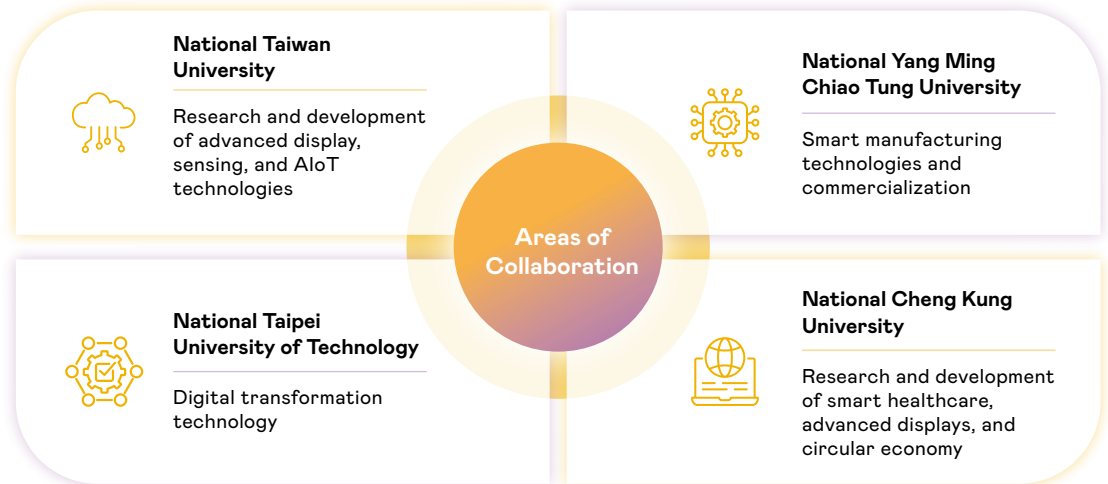 National Taiwan
University
Research and development
of advanced display,
sensing, and AIoT
technologies
National Yang Ming
Chiao Tung University
Smart manufacturing
technologies and
commercialization
Areas of
Collaboration
National Taipei
University of Technology
Digital transformation
technology
National Cheng Kung
University
Research and development
of smart healthcare,
advanced displays, and
circular economy